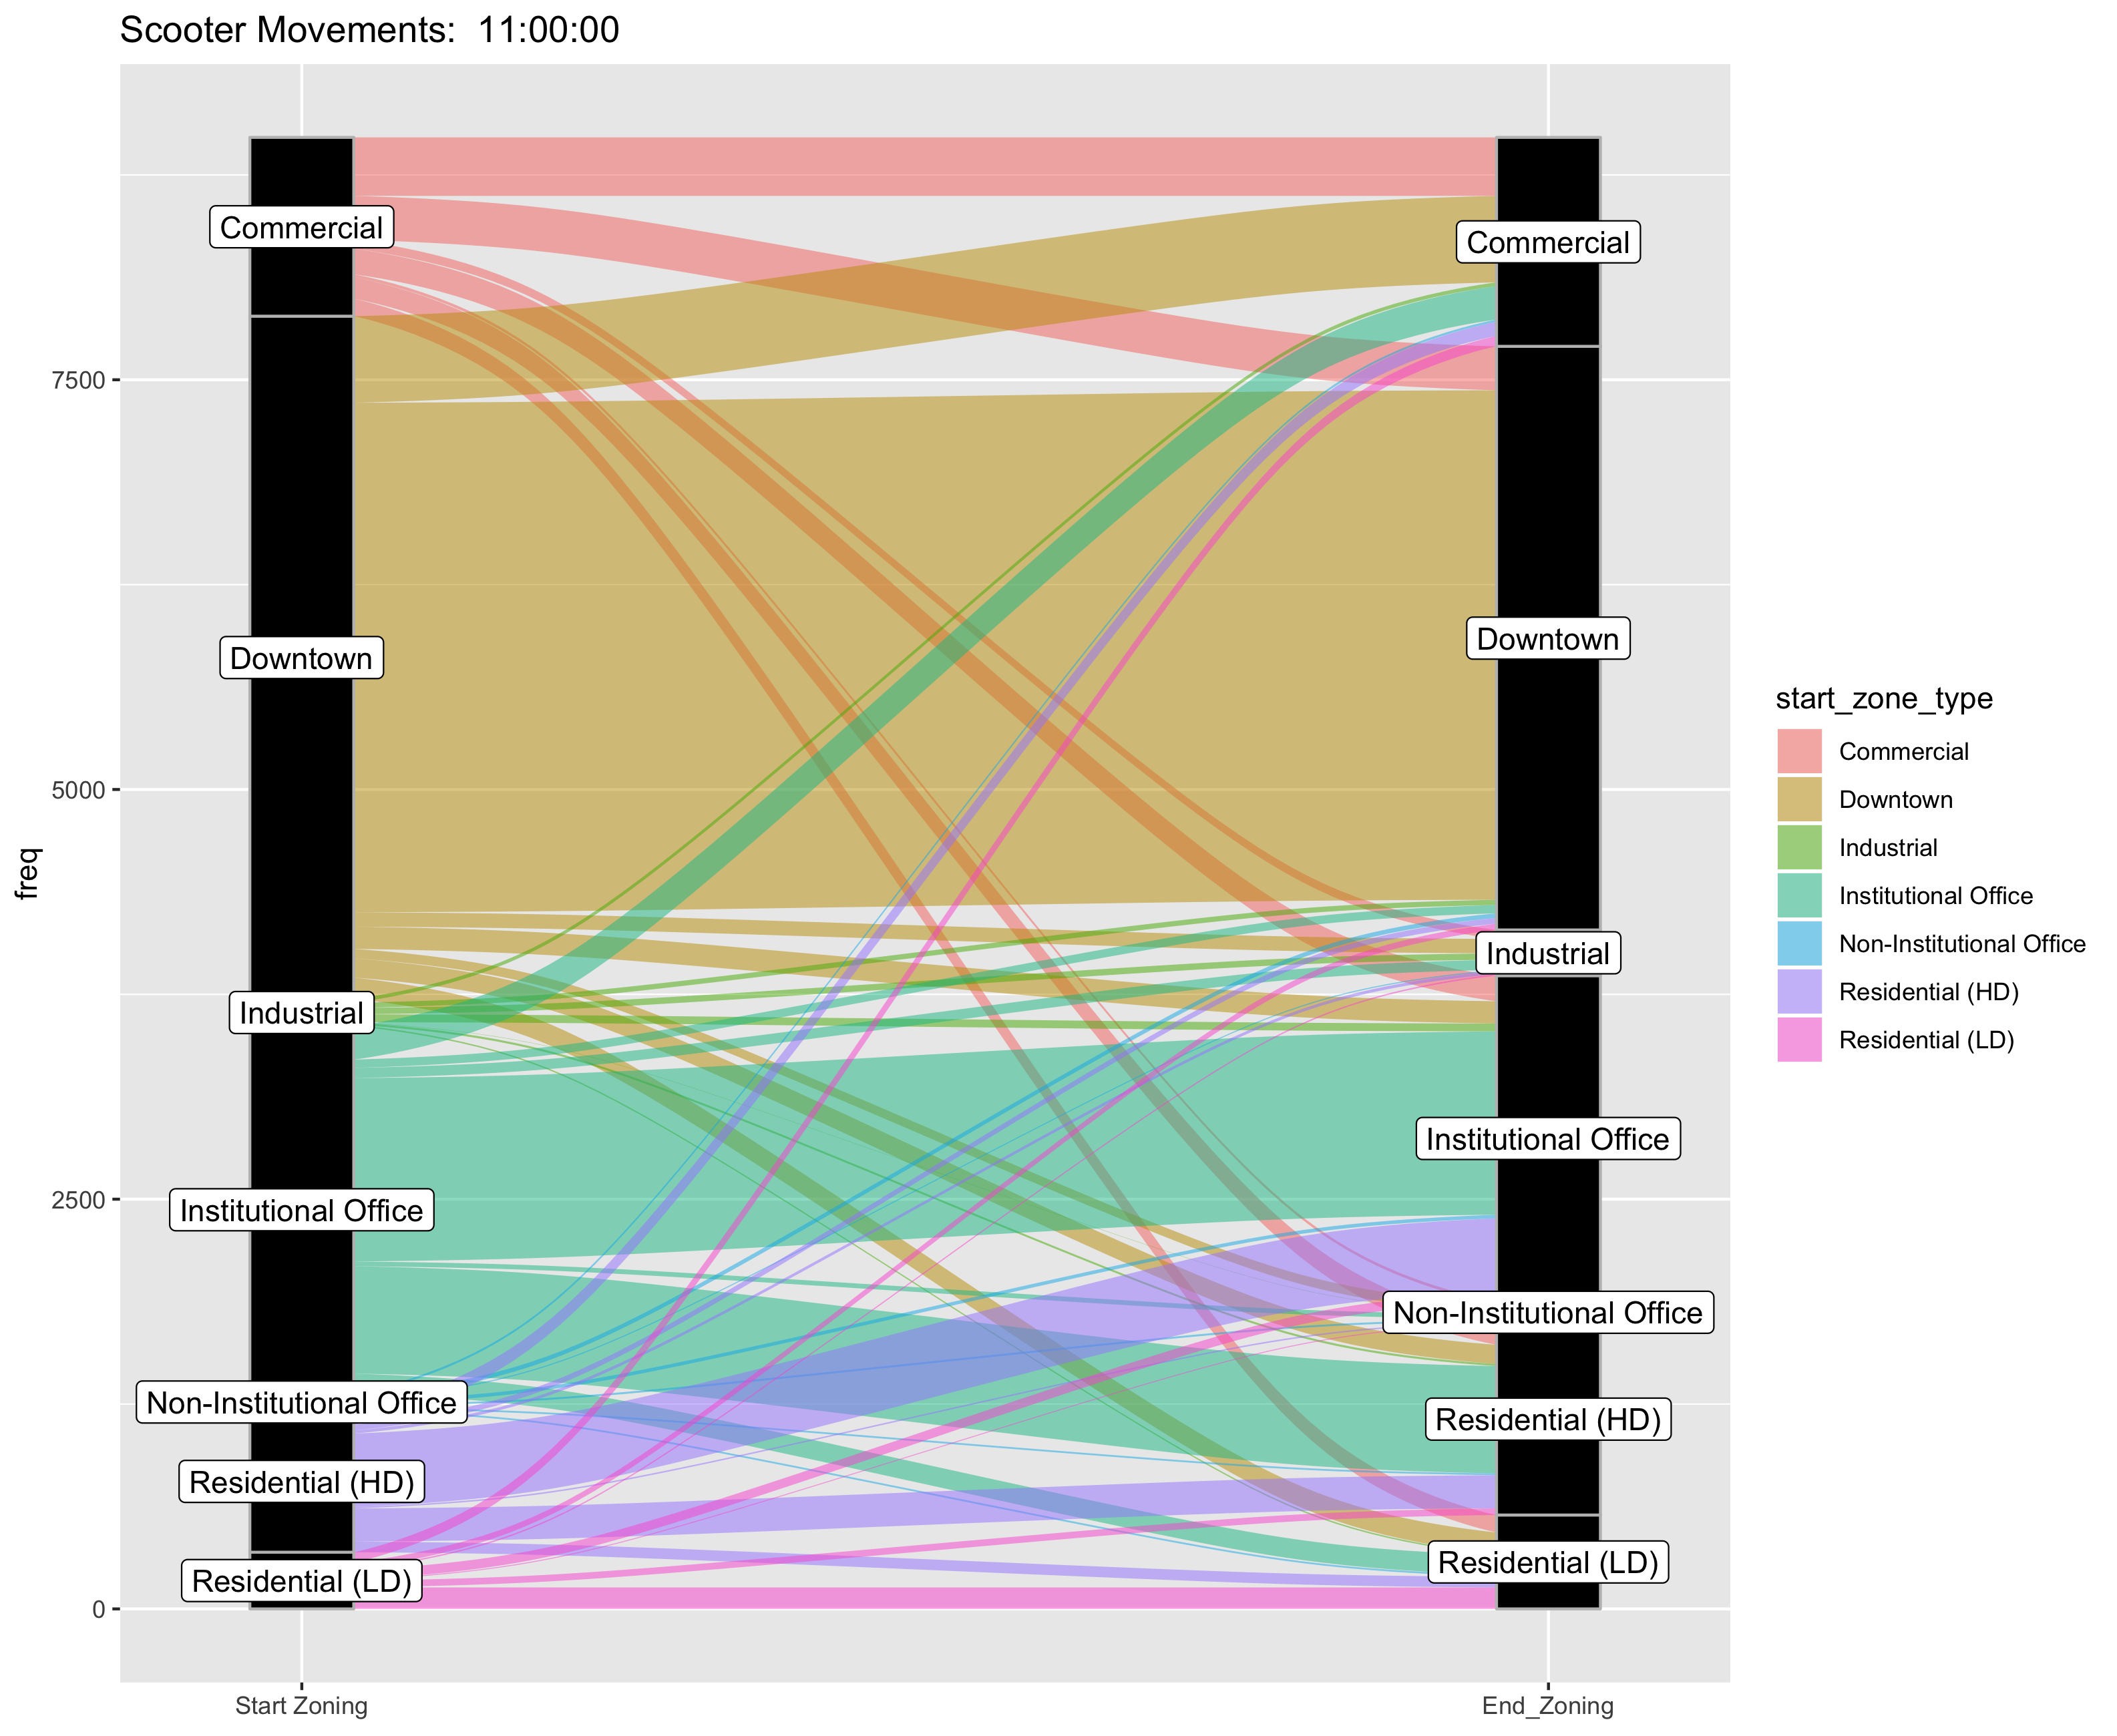 Scooter Movements:  11:00:00
freq
7500
5000
2500
0
Commercial
Downtown
Industrial
Institutional Office
Non-Institutional Office
Residential (HD)
Residential (LD)
Commercial
Downtown
Industrial
Institutional Office
Non-Institutional Office
Residential (HD)
Residential (LD)
Start Zoning
End_Zoning
start_zone_type
Commercial
Downtown
Industrial
Institutional Office
Non-Institutional Office
Residential (HD)
Residential (LD)